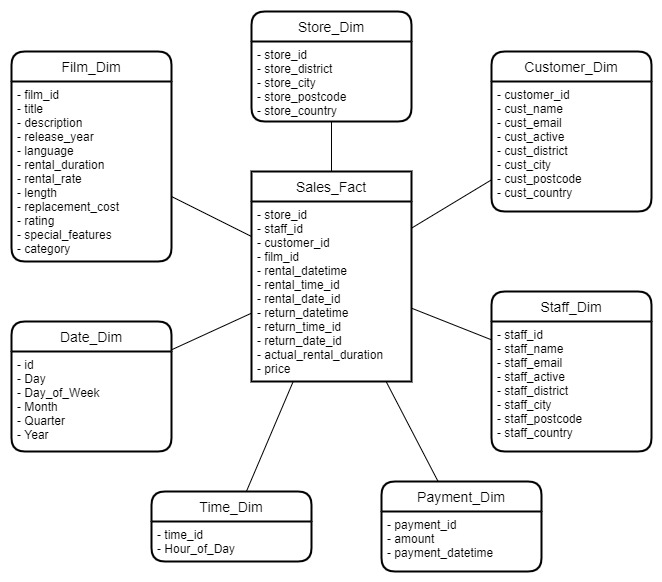 Store_Dim
- store_id
- store_district
- store_city
- store_postcode
- store_country
Film_Dim
- film_id
- title
- description
- release_year
- language
- rental_duration
- rental_rate
- length
- replacement_cost
- rating
- special_features
- category
Customer_Dim
- customer_id
- cust_name
- cust_email
- cust_active
- cust_district
- cust_city
- cust_postcode
- cust_country
Sales_Fact
- store_id
- staff_id
- customer_id
- film_id
- rental_datetime
- rental_time_id
- rental_date_id
- return_datetime
- return_time_id
- return_date_id
- actual_rental_duration
- price
Date_Dim
- id
- Day
- Day_of_Week
- Month
- Quarter
- Year
Staff_Dim
- staff_id
- staff_name
- staff_email
- staff_active
- staff_district
- staff_city
- staff_postcode
- staff_country
Time_Dim
- time_id
- Hour_of_Day
Payment_Dim
- payment_id
- amount
- payment_datetime